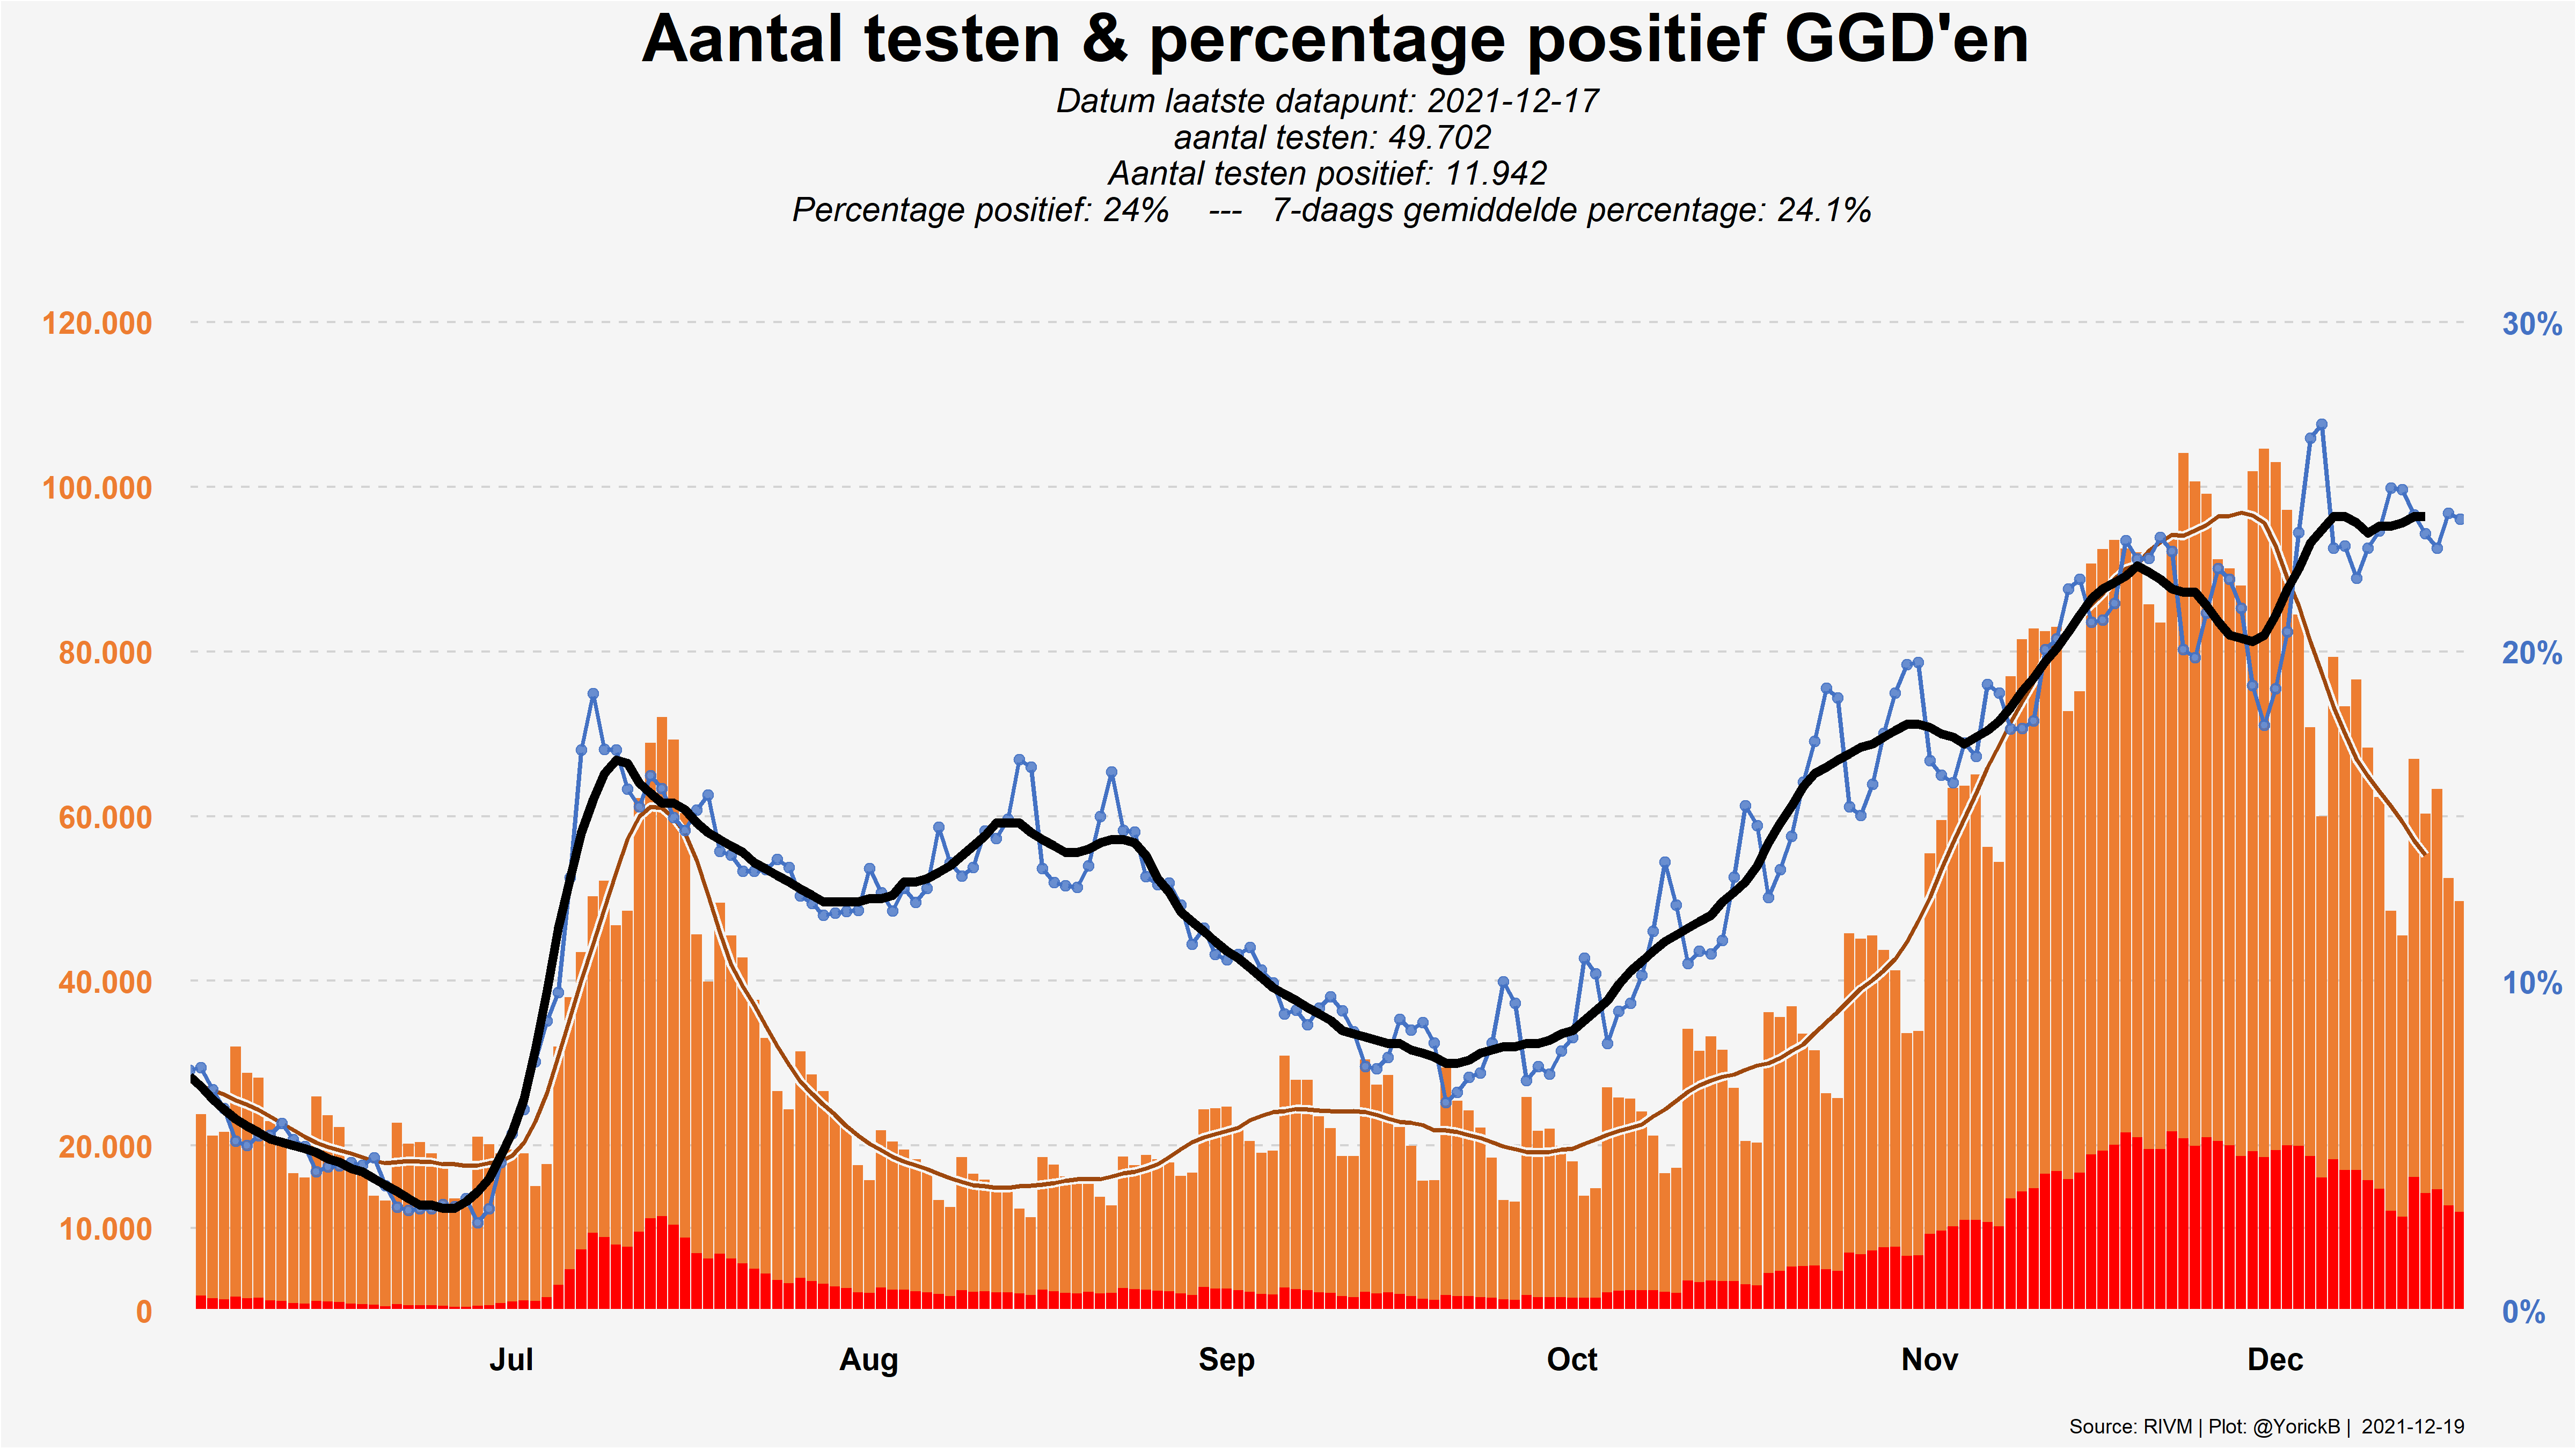 Aantal testen & percentage positief GGD'en
Datum laatste datapunt: 2021-12-17
aantal testen: 49.702
Aantal testen positief: 11.942
Percentage positief: 24% --- 7-daags gemiddelde percentage: 24.1%
120.000
30%
100.000
80.000
20%
60.000
40.000
10%
20.000
10.000
0
0%
Jul Aug Sep Oct Nov Dec
Source: RIVM | Plot: @YorickB | 2021-12-19